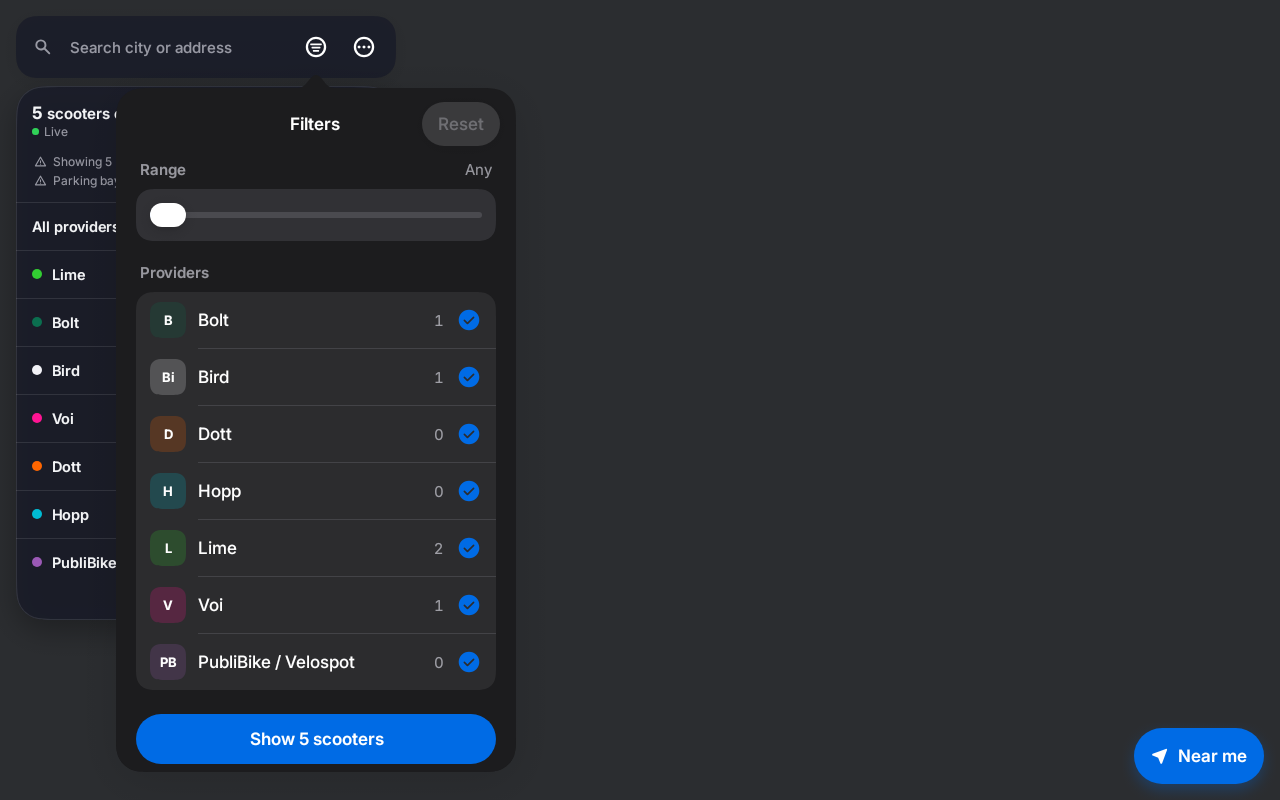 Search city or address
5 scooters
Live
Showing 5
Parking bay
All providers
Lime
Bolt
Bird
Voi
Dott
Hopp
PubliBike
Filters
Reset
Range
Any
Providers
B Bolt 1
Bi Bird 1
D Dott 0
H Hopp 0
L Lime 2
V Voi 1
PB PubliBike / Velospot 0
Show 5 scooters
Near me